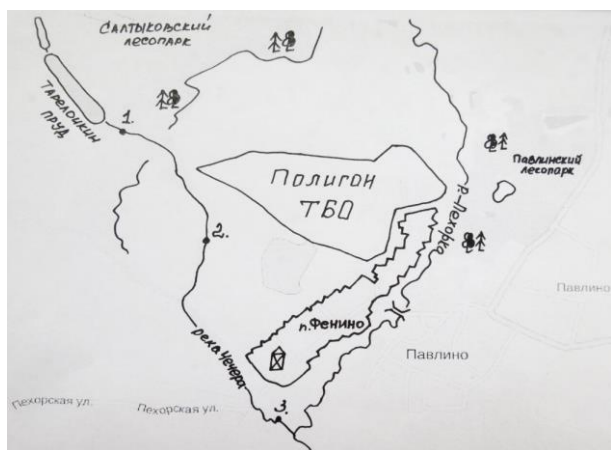 Салтыковский
лесопарк
Тарелочкин
пруд
1.
Полигон
ТБО
Павлинский
лесопарк
р. Пехорка
2.
Павлино
п. Фенино
Павлино
река Чечера
Пехорская ул.
Пехорская ул.
3.